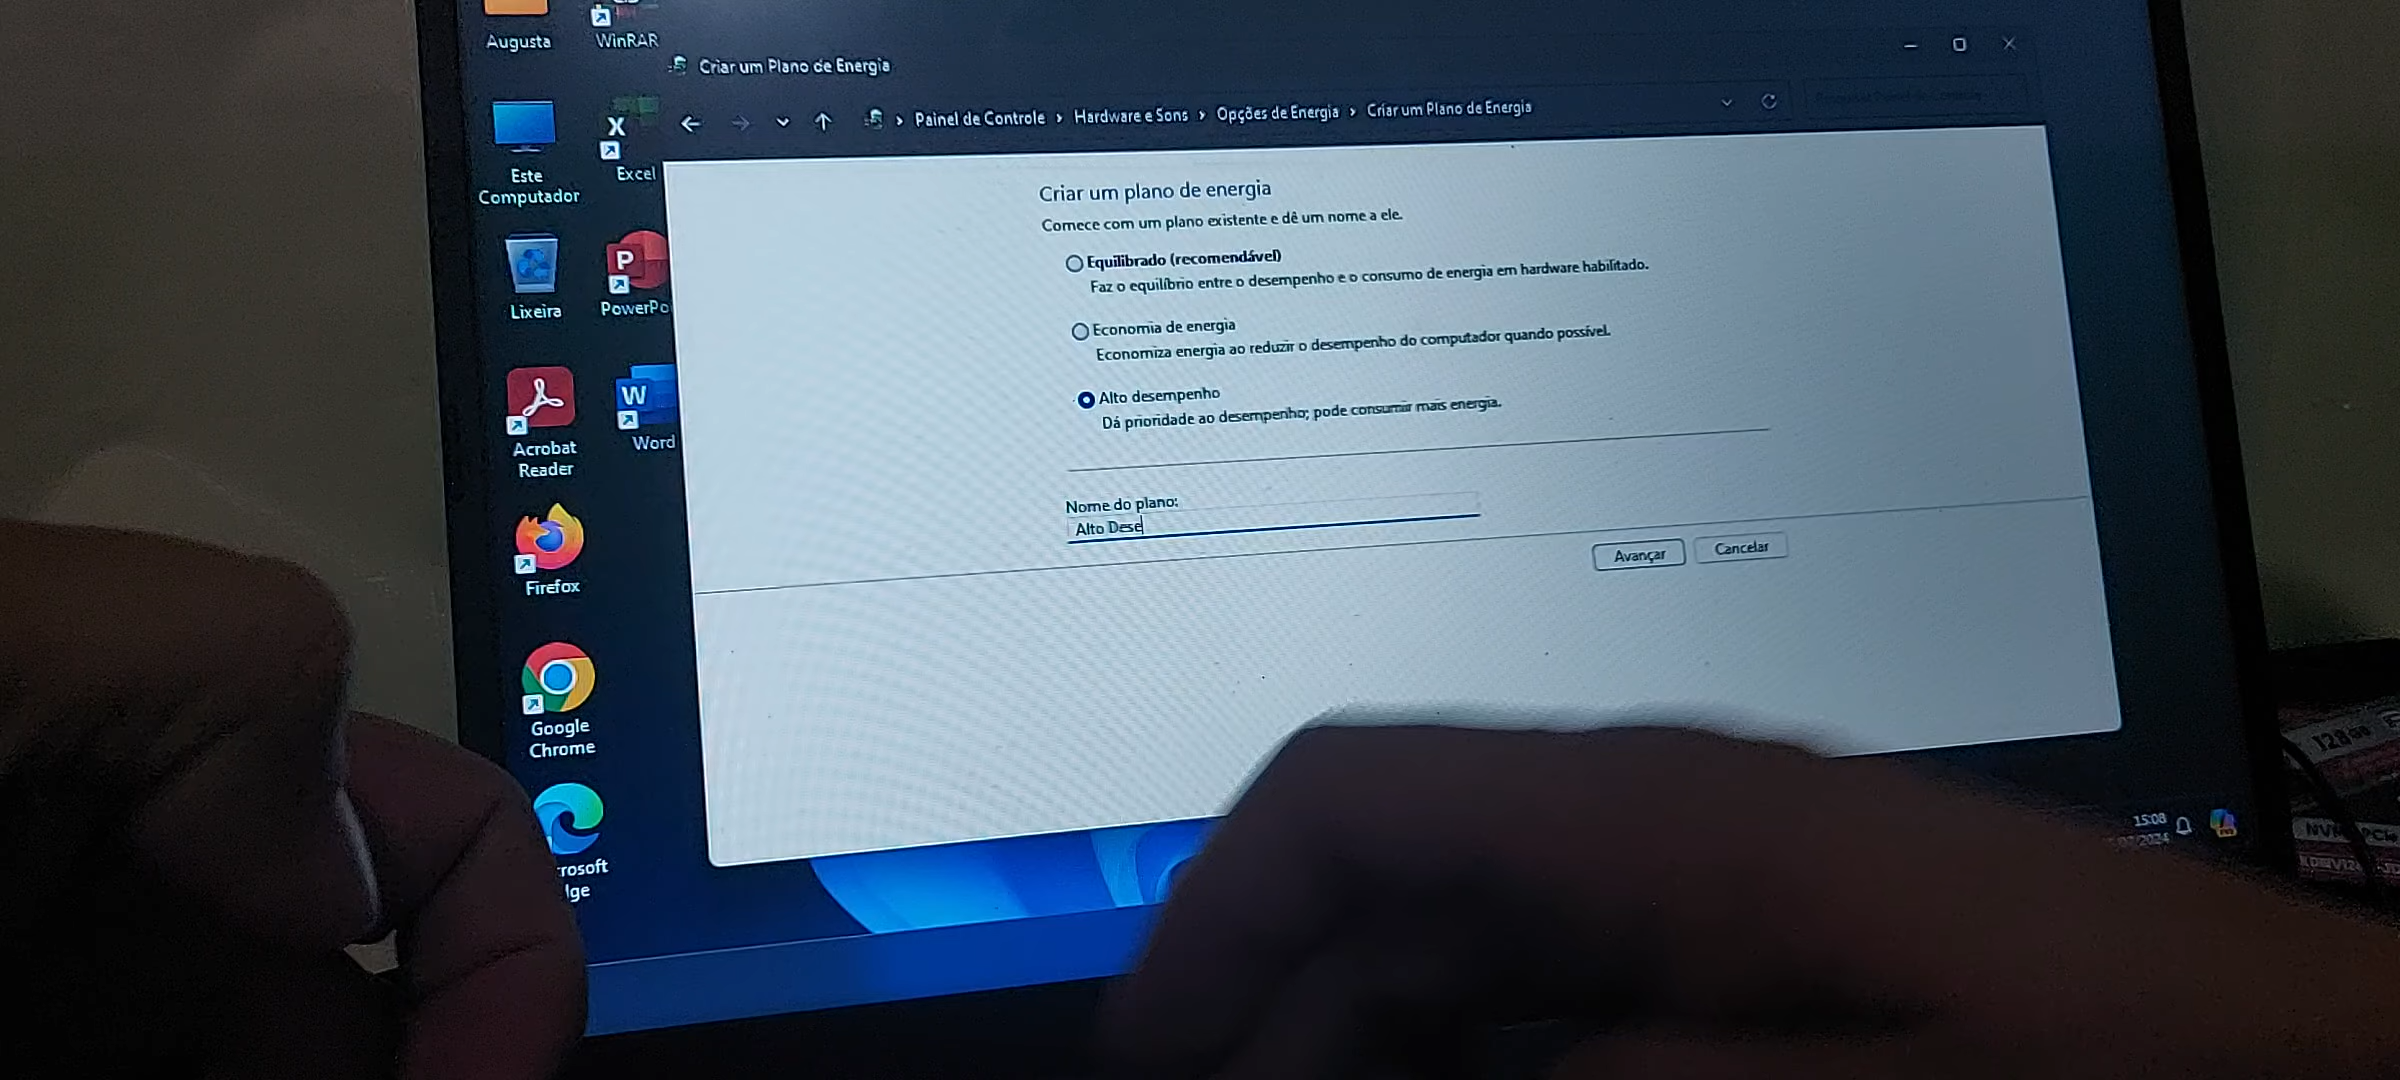 Augusta
WinRAR
Criar um Plano de Energia
Painel de Controle › Hardware e Sons › Opções de Energia › Criar um Plano de Energia
Este
Computador
Excel
Lixeira
PowerPo
Acrobat
Reader
Word
Firefox
Google
Chrome
rosoft
lge
Criar um plano de energia
Comece com um plano existente e dê um nome a ele.
Equilibrado (recomendável)
Faz o equilíbrio entre o desempenho e o consumo de energia em hardware habilitado.
Economia de energia
Economiza energia ao reduzir o desempenho do computador quando possível.
Alto desempenho
Dá prioridade ao desempenho; pode consumir mais energia.
Nome do plano:
Alto Dese
Avançar
Cancelar
15:08
128GB